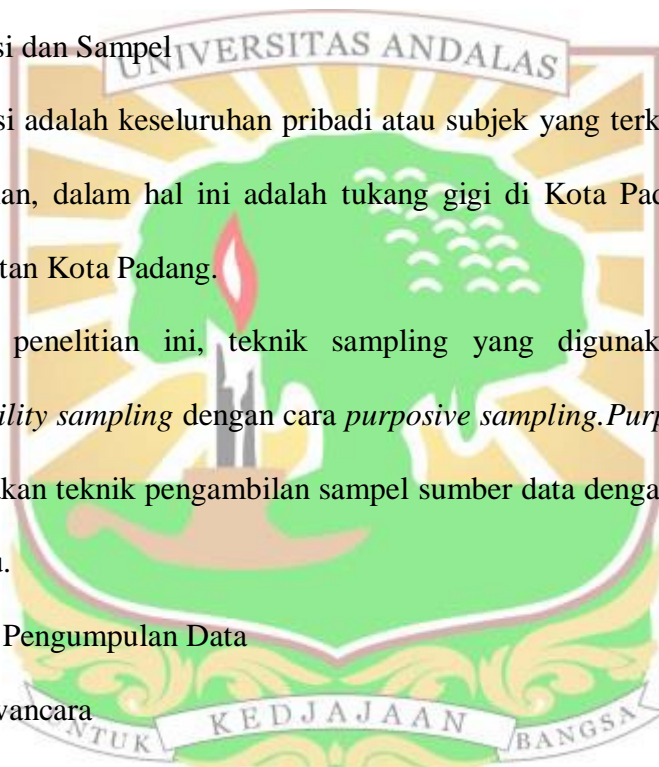 si dan Sampel
UNIVERSITAS ANDALAS
si adalah keseluruhan pribadi atau subjek yang terk
an, dalam hal ini adalah tukang gigi di Kota Pad
tan Kota Padang.
penelitian ini, teknik sampling yang digunak
ility sampling dengan cara purposive sampling.Purp
kan teknik pengambilan sampel sumber data denga
.
Pengumpulan Data
vancara
NTUK KEDJAJAAN BANGSA